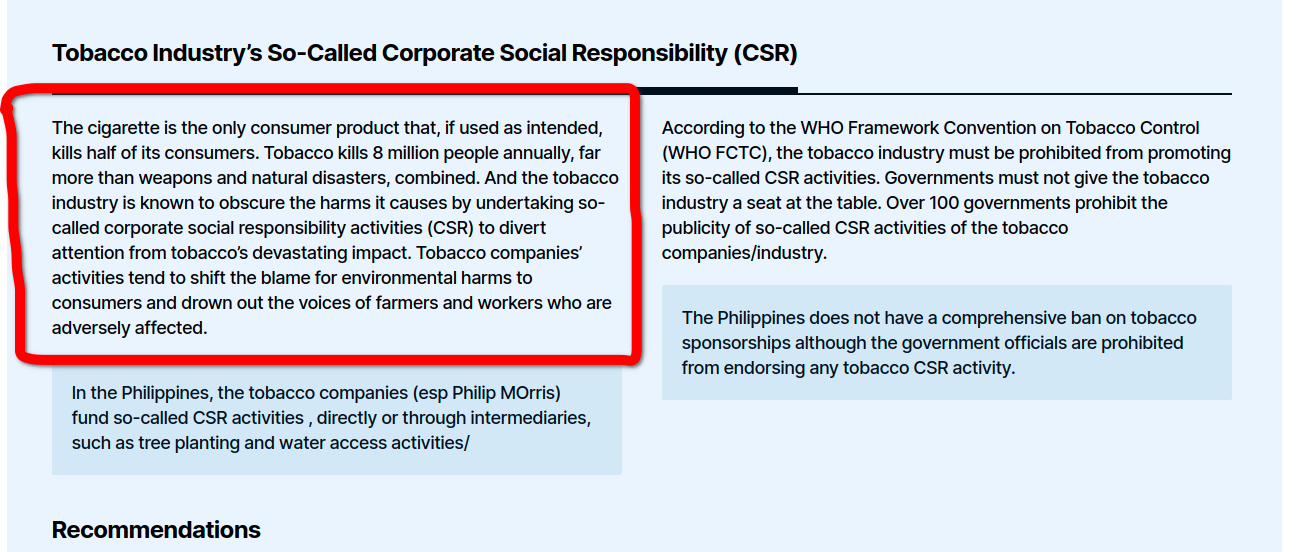 Tobacco Industry’s So-Called Corporate Social Responsibility (CSR)
The cigarette is the only consumer product that, if used as intended,
kills half of its consumers. Tobacco kills 8 million people annually, far
more than weapons and natural disasters, combined. And the tobacco
industry is known to obscure the harms it causes by undertaking so-
called corporate social responsibility activities (CSR) to divert
attention from tobacco’s devastating impact. Tobacco companies’
activities tend to shift the blame for environmental harms to
consumers and drown out the voices of farmers and workers who are
adversely affected.
In the Philippines, the tobacco companies (esp Philip MOrris)
fund so-called CSR activities , directly or through intermediaries,
such as tree planting and water access activities/
According to the WHO Framework Convention on Tobacco Control
(WHO FCTC), the tobacco industry must be prohibited from promoting
its so-called CSR activities. Governments must not give the tobacco
industry a seat at the table. Over 100 governments prohibit the
publicity of so-called CSR activities of the tobacco
companies/industry.
The Philippines does not have a comprehensive ban on tobacco
sponsorships although the government officials are prohibited
from endorsing any tobacco CSR activity.
Recommendations